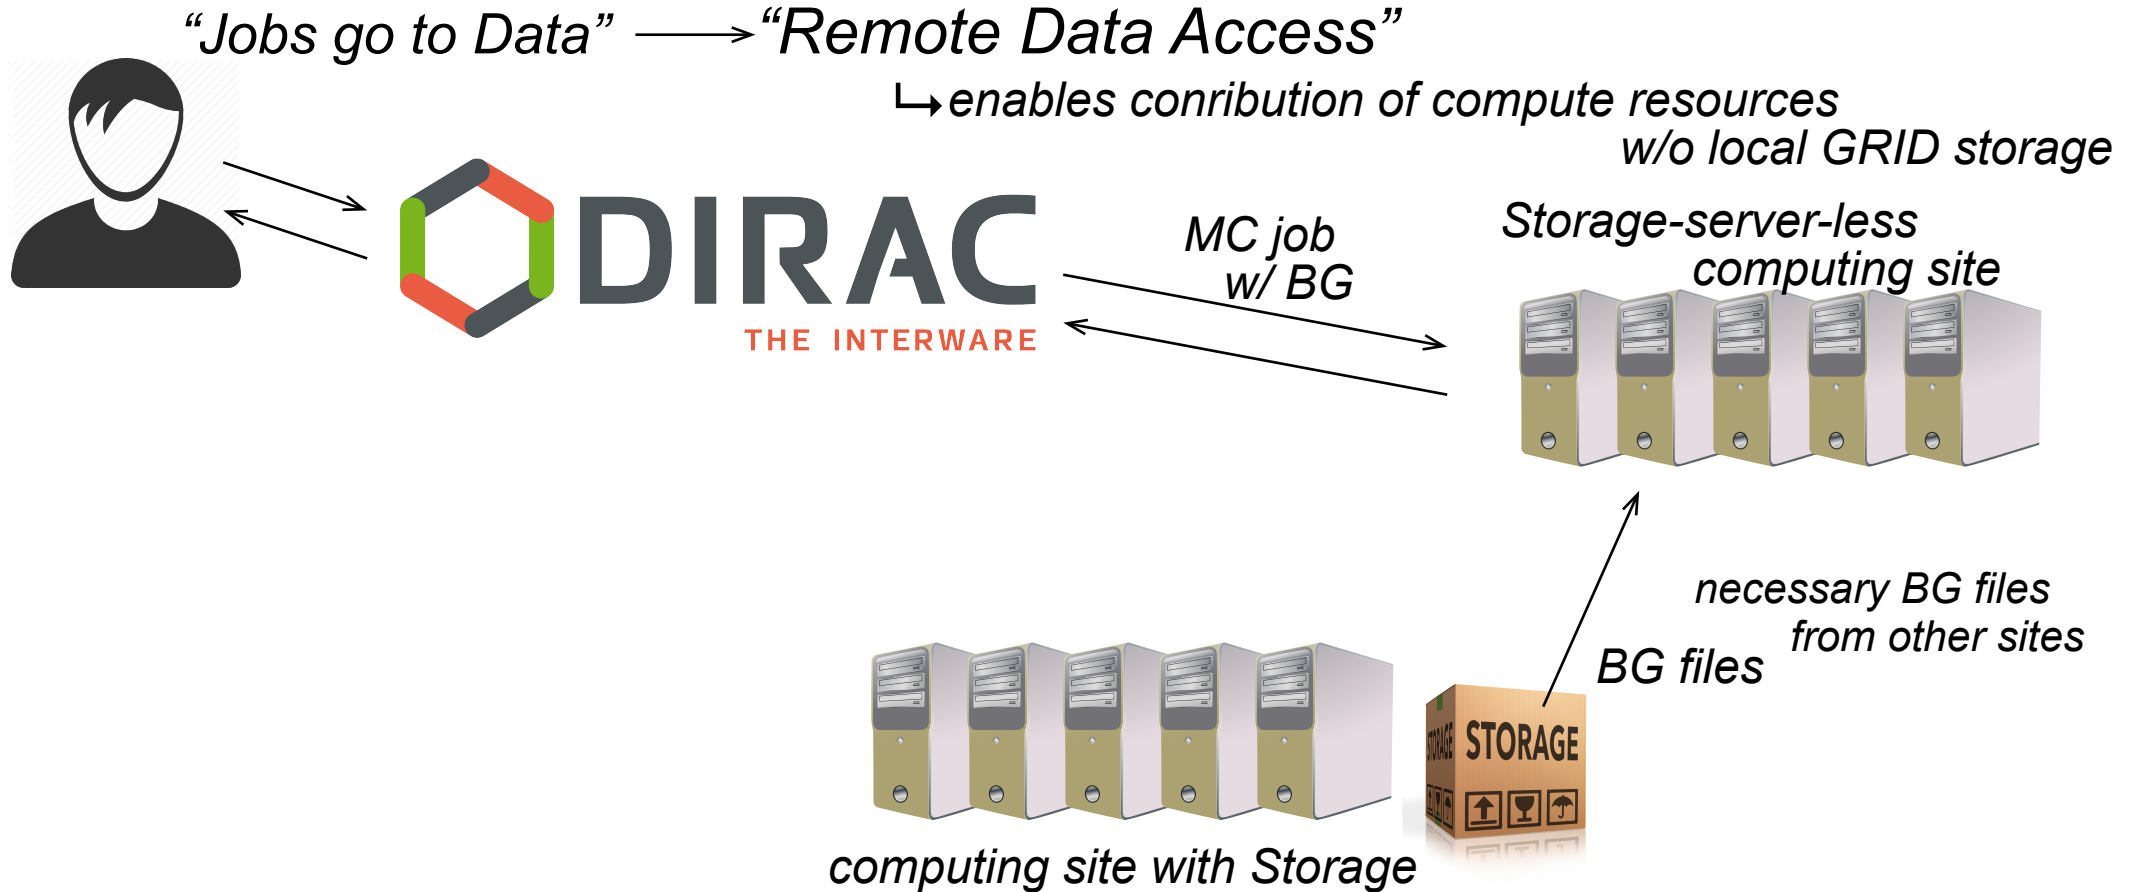 “Jobs go to Data” “Remote Data Access”
enables conribution of compute resources
w/o local GRID storage
DIRAC
THE INTERWARE
MC job
w/ BG
Storage-server-less
computing site
necessary BG files
from other sites
BG files
STORAGE STORAGE
computing site with Storage